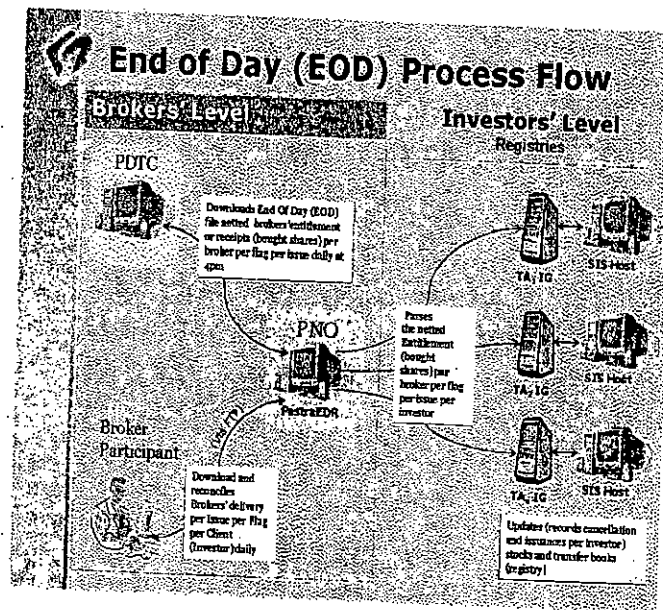 End of Day (EOD) Process Flow
Brokers' Level
Investors' Level
Registries
PDTC
Downloads End Of Day (EOD)
file netted brokers' entitlement
or receipts (bought shares) per
broker per flag per issue daily at
4pm
TA, IG
SIS Host
PNO
PastraEDR
Parses
the netted
Entitlement
(bought
shares) per
broker per flag
per issue per
investor
TA, IG
SIS Host
Broker
Participant
Download and
reconciles
Brokers' delivery
per Issue per Flag
per Client
(Investor) daily
TA, IG
SIS Host
Updates (records cancellation
and issuances per investor)
stocks and transfer books
(registry)